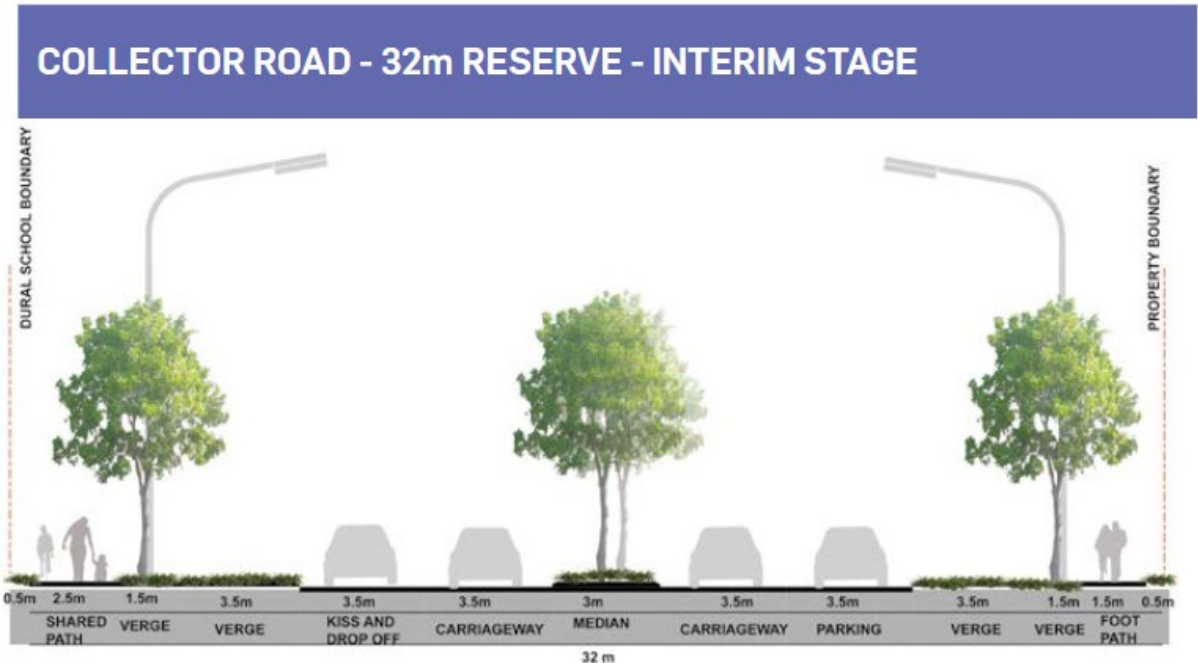 COLLECTOR ROAD - 32m RESERVE - INTERIM STAGE
DURAL SCHOOL BOUNDARY
PROPERTY BOUNDARY
0.5m 2.5m 1.5m 3.5m 3.5m 3.5m 3m 3.5m 3.5m 3.5m 1.5m 1.5m 0.5m
SHARED PATH
VERGE
VERGE
KISS AND DROP OFF
CARRIAGEWAY
MEDIAN
CARRIAGEWAY
PARKING
VERGE
VERGE
FOOT PATH
32 m